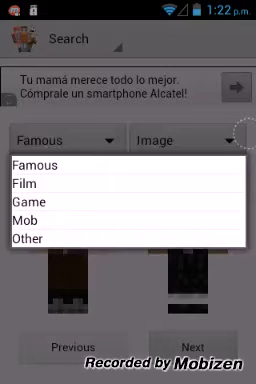 1:22 p.m.
Search
Tu mamá merece todo lo mejor.
Cómprale un smartphone Alcatel!
Famous
Image
Famous
Film
Game
Mob
Other
Previous
Next
Recorded by Mobizen